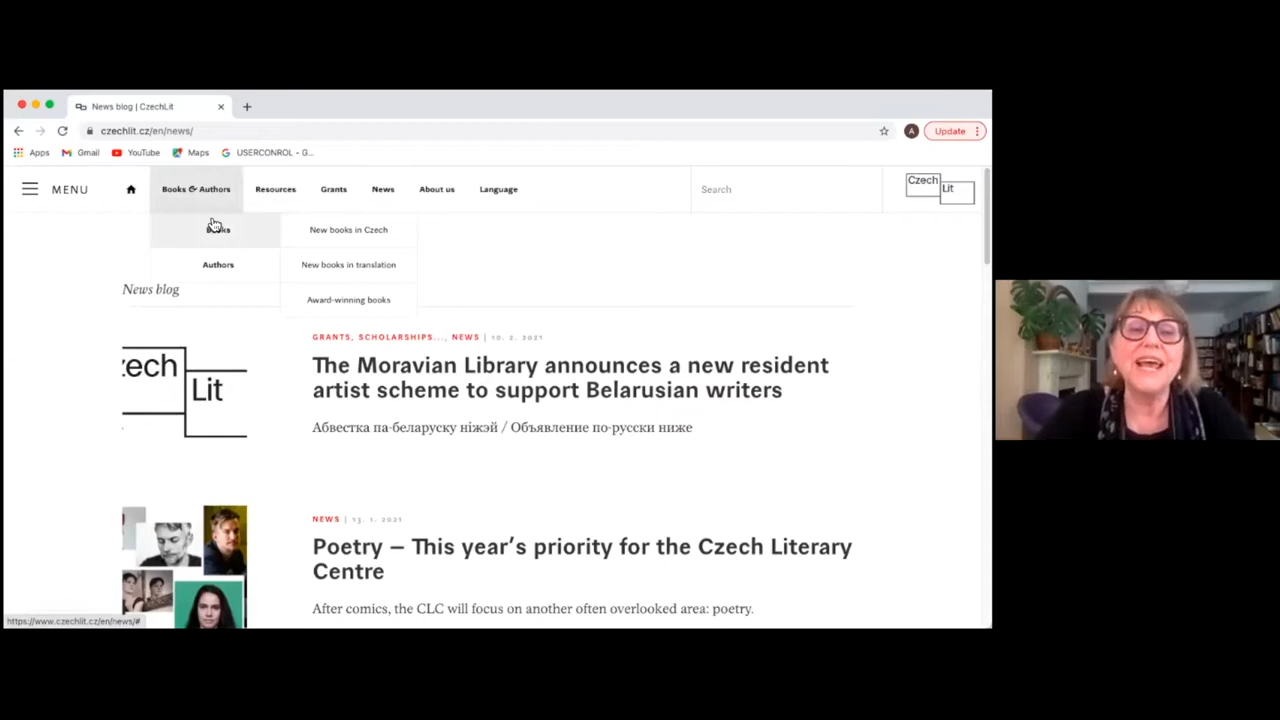 News blog | CzechLit
czechlit.cz/en/news/
A
Update
Apps
Gmail
YouTube
Maps
USERCONROL - G...
MENU
Books & Authors
Resources
Grants
News
About us
Language
Search
Czech
Lit
New books in Czech
Authors
New books in translation
News blog
Award-winning books
GRANTS, SCHOLARSHIPS..., NEWS | 10. 2. 2021
zech
Lit
The Moravian Library announces a new resident
artist scheme to support Belarusian writers
Абвестка па-беларуску ніжэй / Объявление по-русски ниже
NEWS | 13. 1. 2021
Poetry – This year's priority for the Czech Literary
Centre
After comics, the CLC will focus on another often overlooked area: poetry.
https://www.czechlit.cz/en/news/#